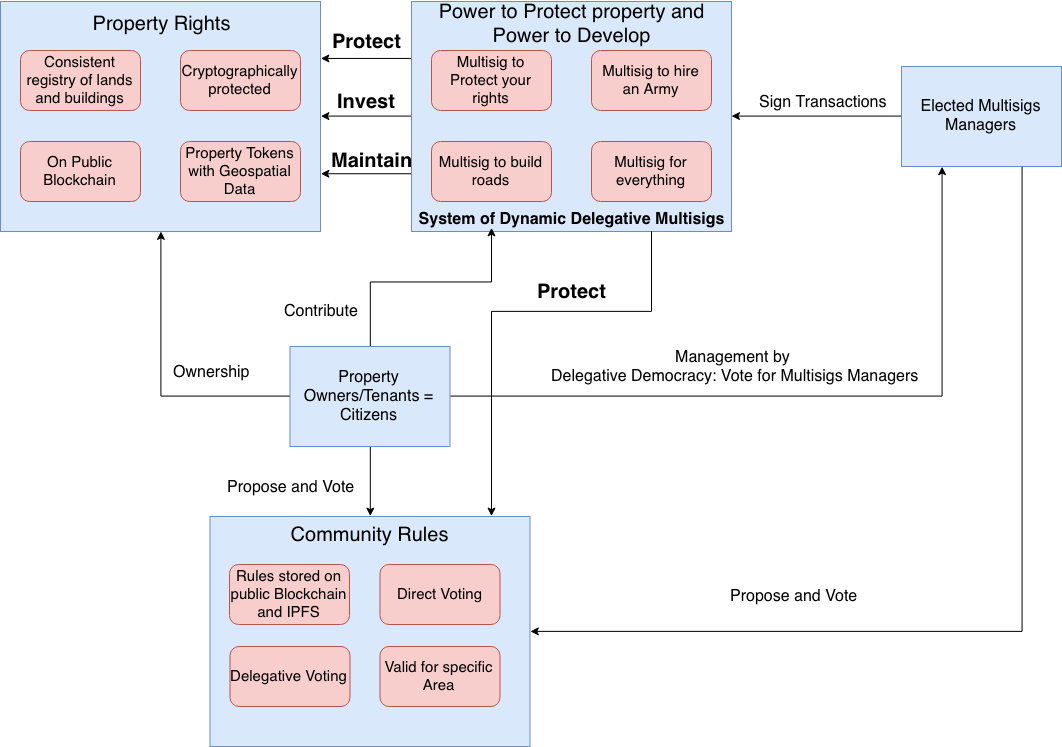 Property Rights
Consistent
registry of lands
and buildings
Cryptographically
protected
On Public
Blockchain
Property Tokens
with Geospatial
Data
Protect
Invest
Maintain
Power to Protect property and
Power to Develop
Multisig to
Protect your
rights
Multisig to hire
an Army
Multisig to build
roads
Multisig for
everything
System of Dynamic Delegative Multisigs
Sign Transactions
Elected Multisigs
Managers
Contribute
Protect
Ownership
Property
Owners/Tenants =
Citizens
Management by
Delegative Democracy: Vote for Multisigs Managers
Propose and Vote
Community Rules
Rules stored on
public Blockchain
and IPFS
Direct Voting
Delegative Voting
Valid for specific
Area
Propose and Vote